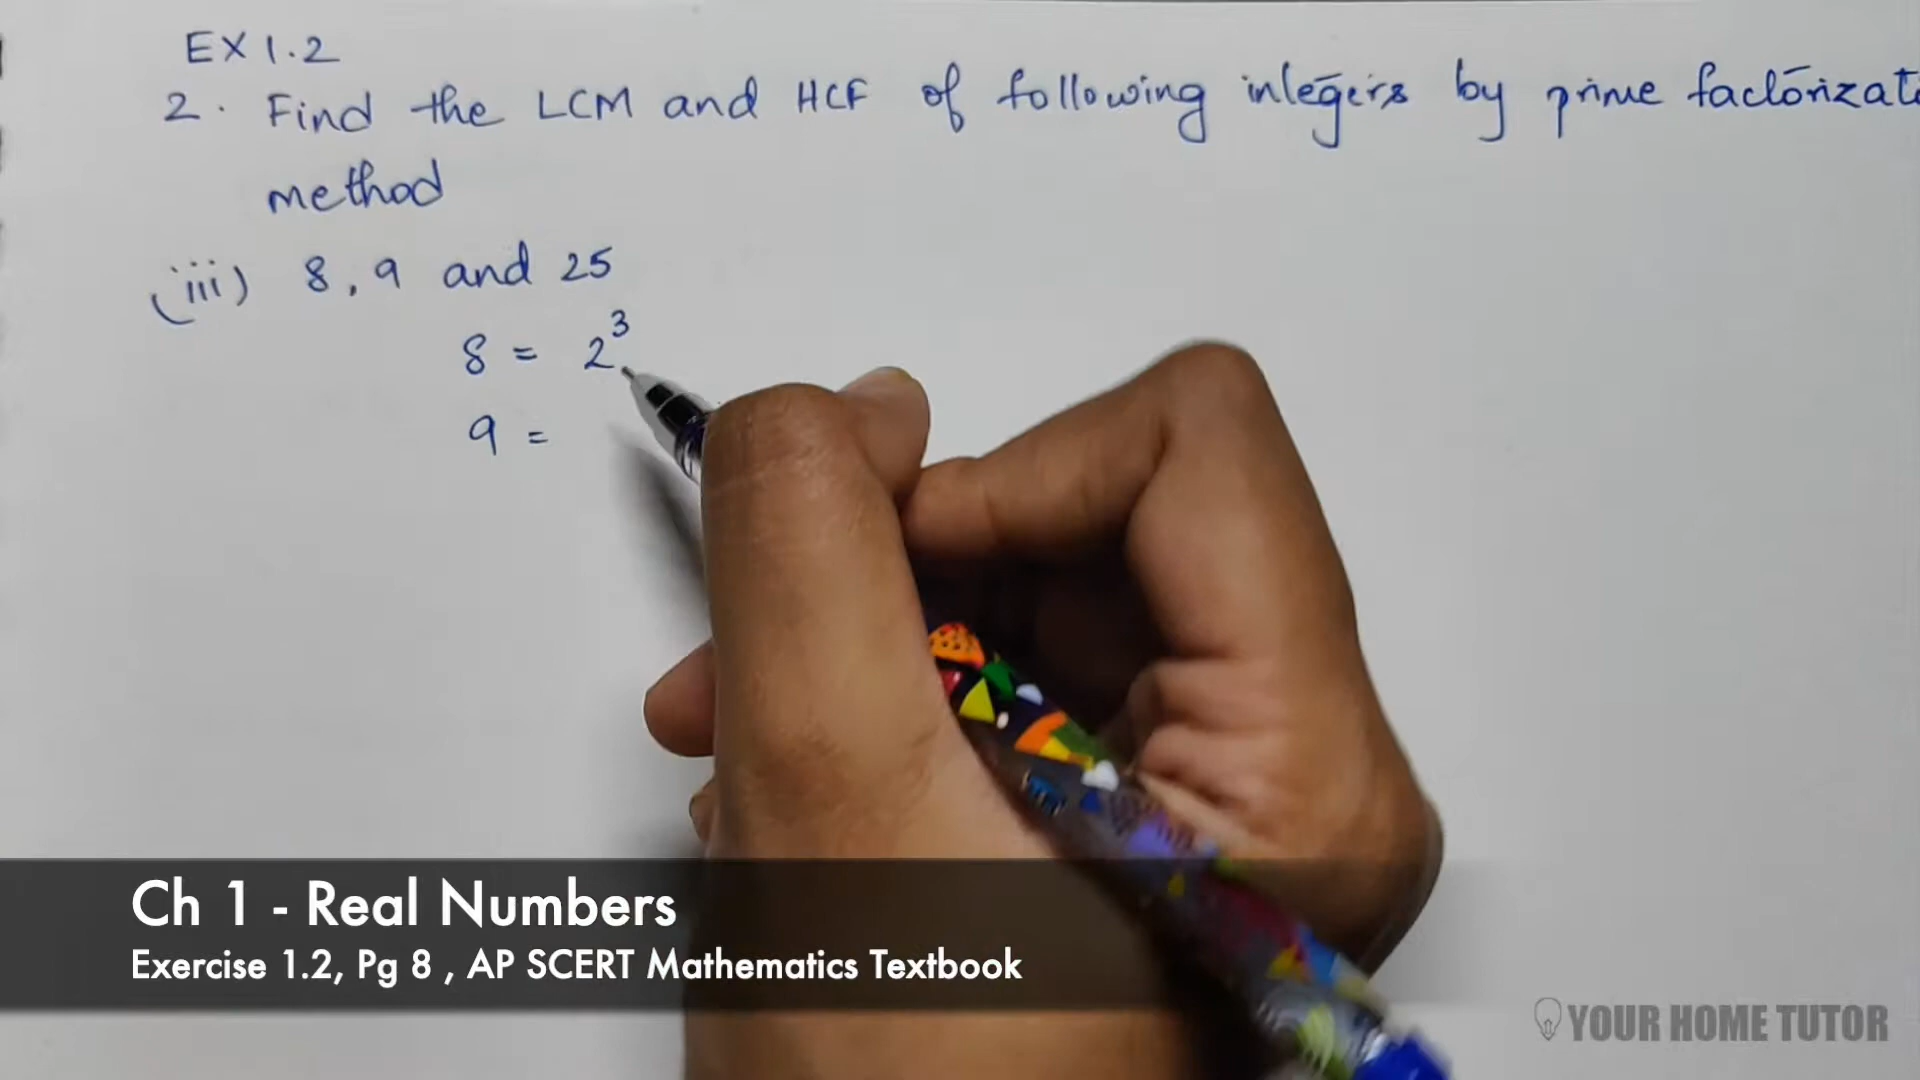 EX 1.2
2. Find the LCM and HCF of following integers by prime factorizati
method
(iii) 8, 9 and 25
8 = 2³
9 =
Ch 1 - Real Numbers
Exercise 1.2, Pg 8 , AP SCERT Mathematics Textbook
YOUR HOME TUTOR